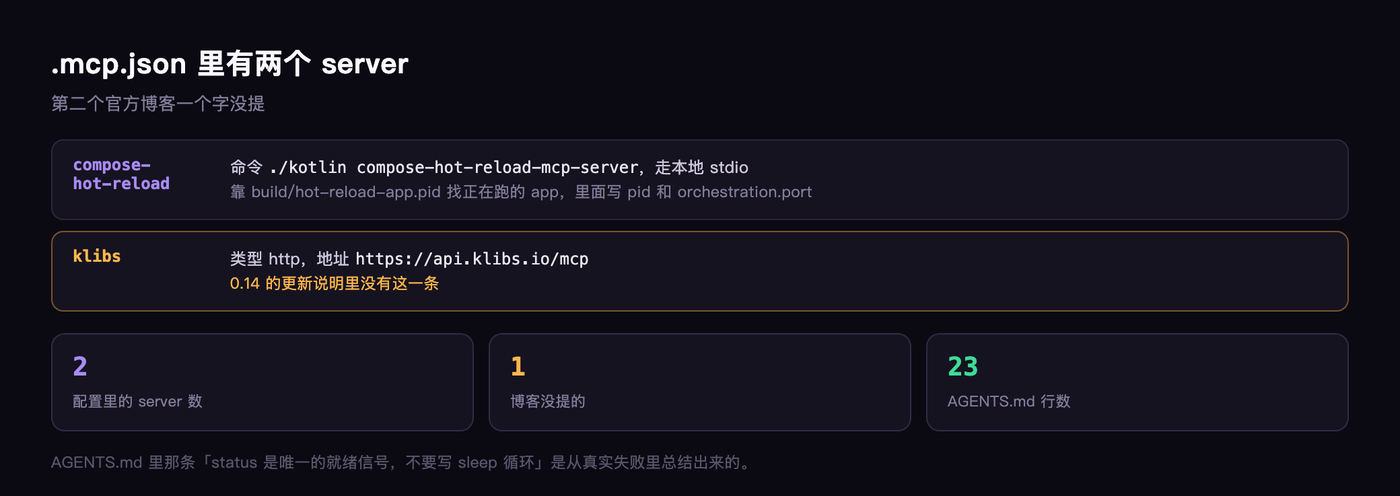 .mcp.json 里有两个 server
第二个官方博客一个字没提
compose-
hot-reload
命令 ./kotlin compose-hot-reload-mcp-server，走本地 stdio
靠 build/hot-reload-app.pid 找正在跑的 app，里面写 pid 和 orchestration.port
klibs
类型 http，地址 https://api.klibs.io/mcp
0.14 的更新说明里没有这一条
2
配置里的 server 数
1
博客没提的
23
AGENTS.md 行数
AGENTS.md 里那条「status 是唯一的就绪信号，不要写 sleep 循环」是从真实失败里总结出来的。